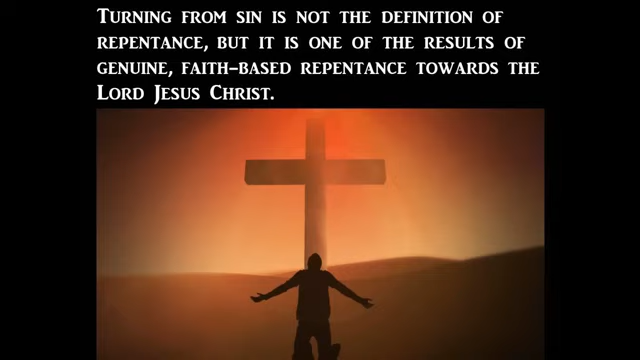 Turning from sin is not the definition of
repentance, but it is one of the results of
genuine, faith-based repentance towards the
Lord Jesus Christ.